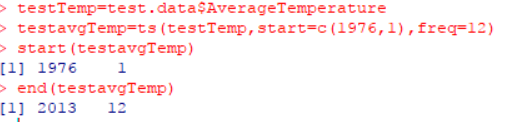 > testTemp=test.data$AverageTemperature
> testavgTemp=ts(testTemp,start=c(1976,1),freq=12)
> start(testavgTemp)
[1] 1976    1
> end(testavgTemp)
[1] 2013   12